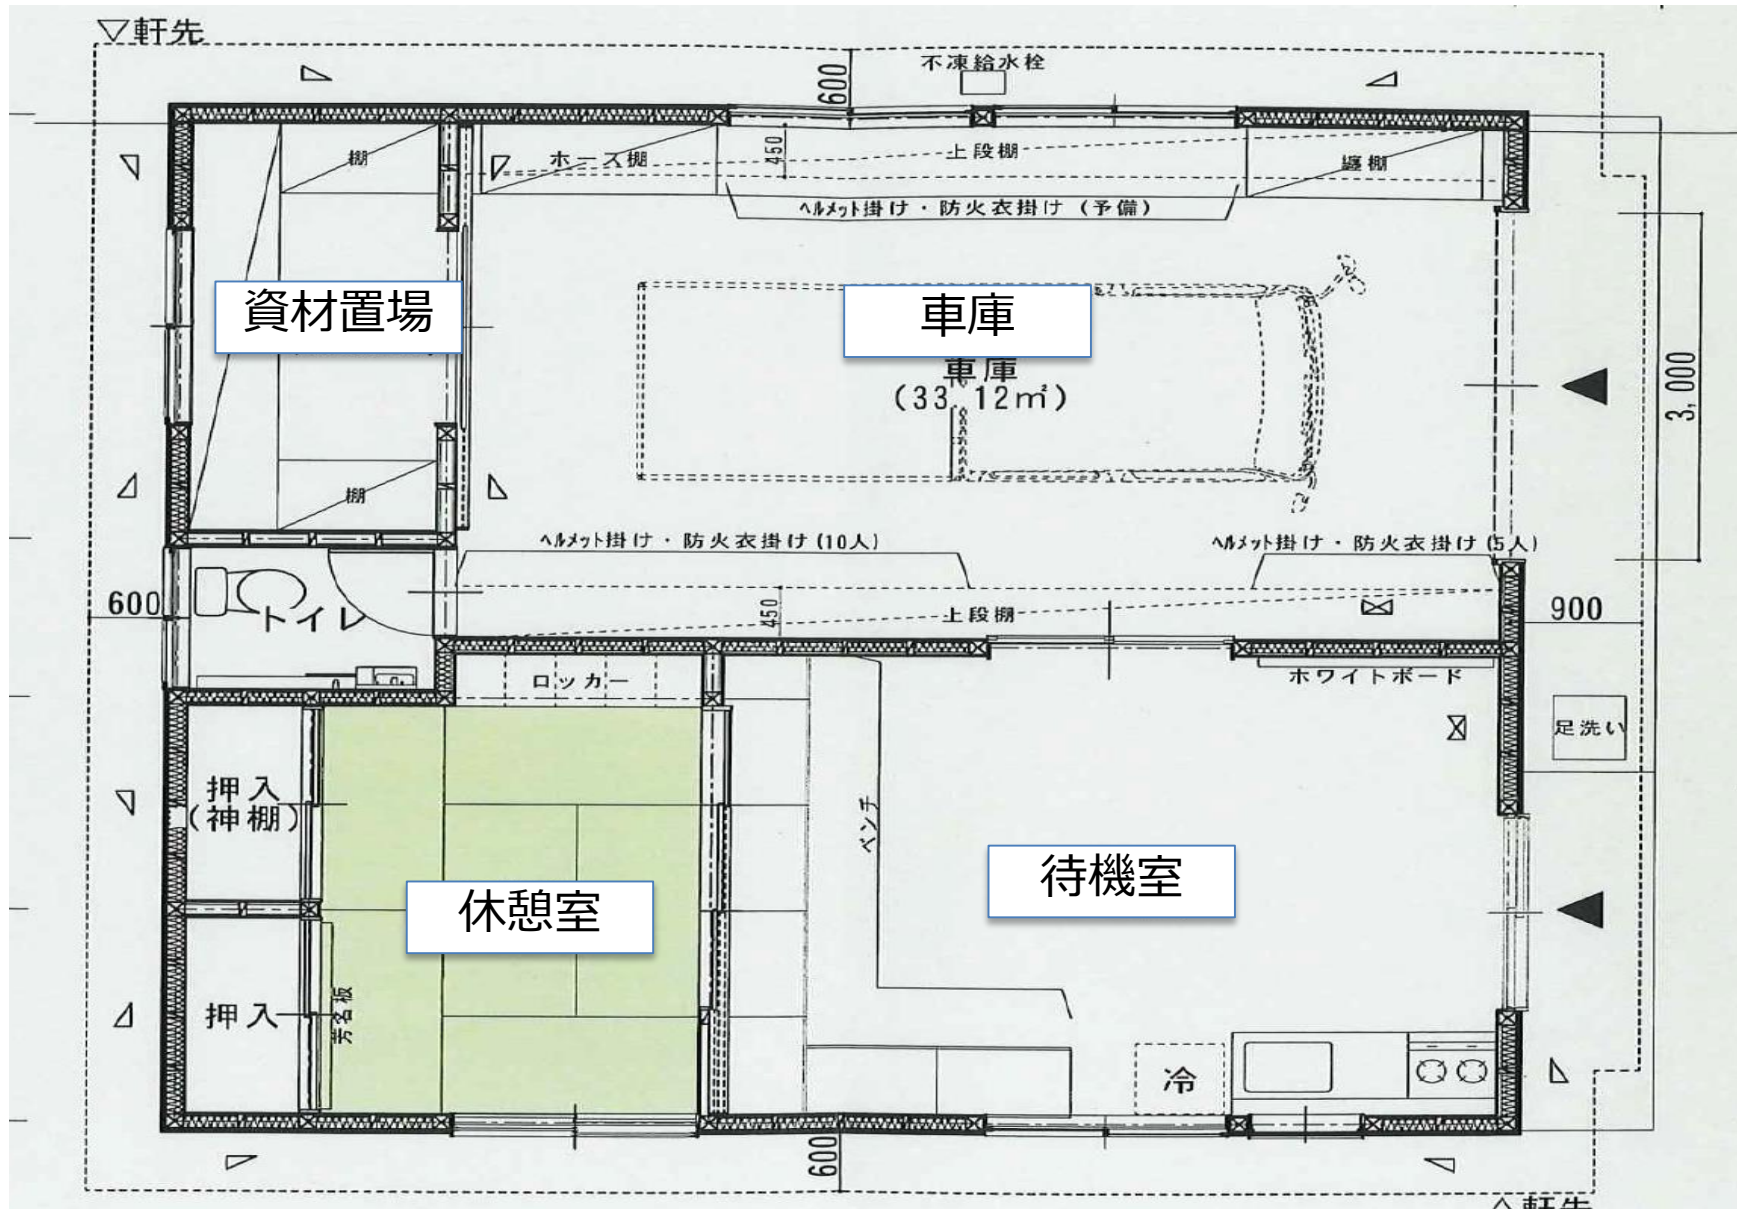 ▽軒先
不凍給水栓
600
棚
ホース棚
450
上段棚
纏棚
ヘルメット掛け・防火衣掛け(予備)
資材置場
車庫
車庫
(33.12㎡)
3,000
棚
ヘルメット掛け・防火衣掛け(10人)
ヘルメット掛け・防火衣掛け(5人)
600
トイレ
450
上段棚
900
ロッカー
ホワイトボード
足洗い
押入
(神棚)
ベンチ
待機室
休憩室
押入
芳名板
冷
600
△軒先